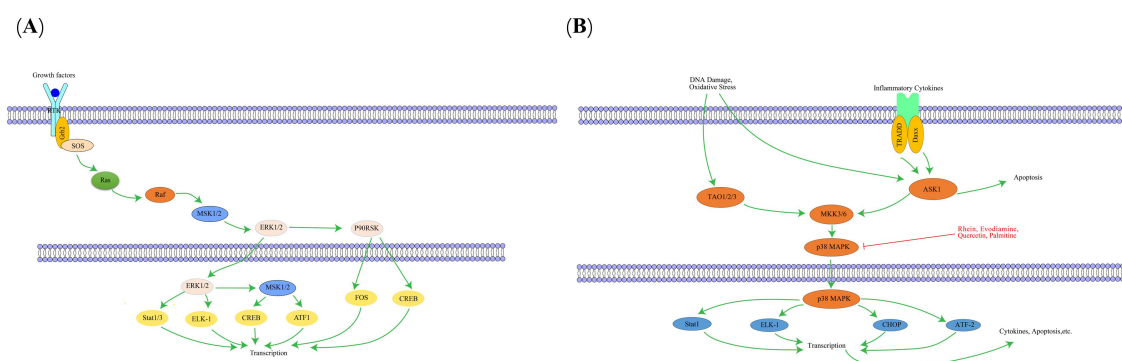 (A)
Growth factors
RTK
Grb2
SOS
Ras
Raf
MSK1/2
ERK1/2
P90RSK
ERK1/2
MSK1/2
Stat1/3
ELK-1
CREB
ATF1
FOS
CREB
Transcription
(B)
DNA Damage,
Oxidative Stress
Inflammatory Cytokines
TRADD
Daxx
TAO1/2/3
ASK1
Apoptosis
MKK3/6
p38 MAPK
Rhein, Evodiamine,
Quercetin, Palmitine
p38 MAPK
Stat1
ELK-1
CHOP
ATF-2
Transcription
Cytokines, Apoptosis,etc.